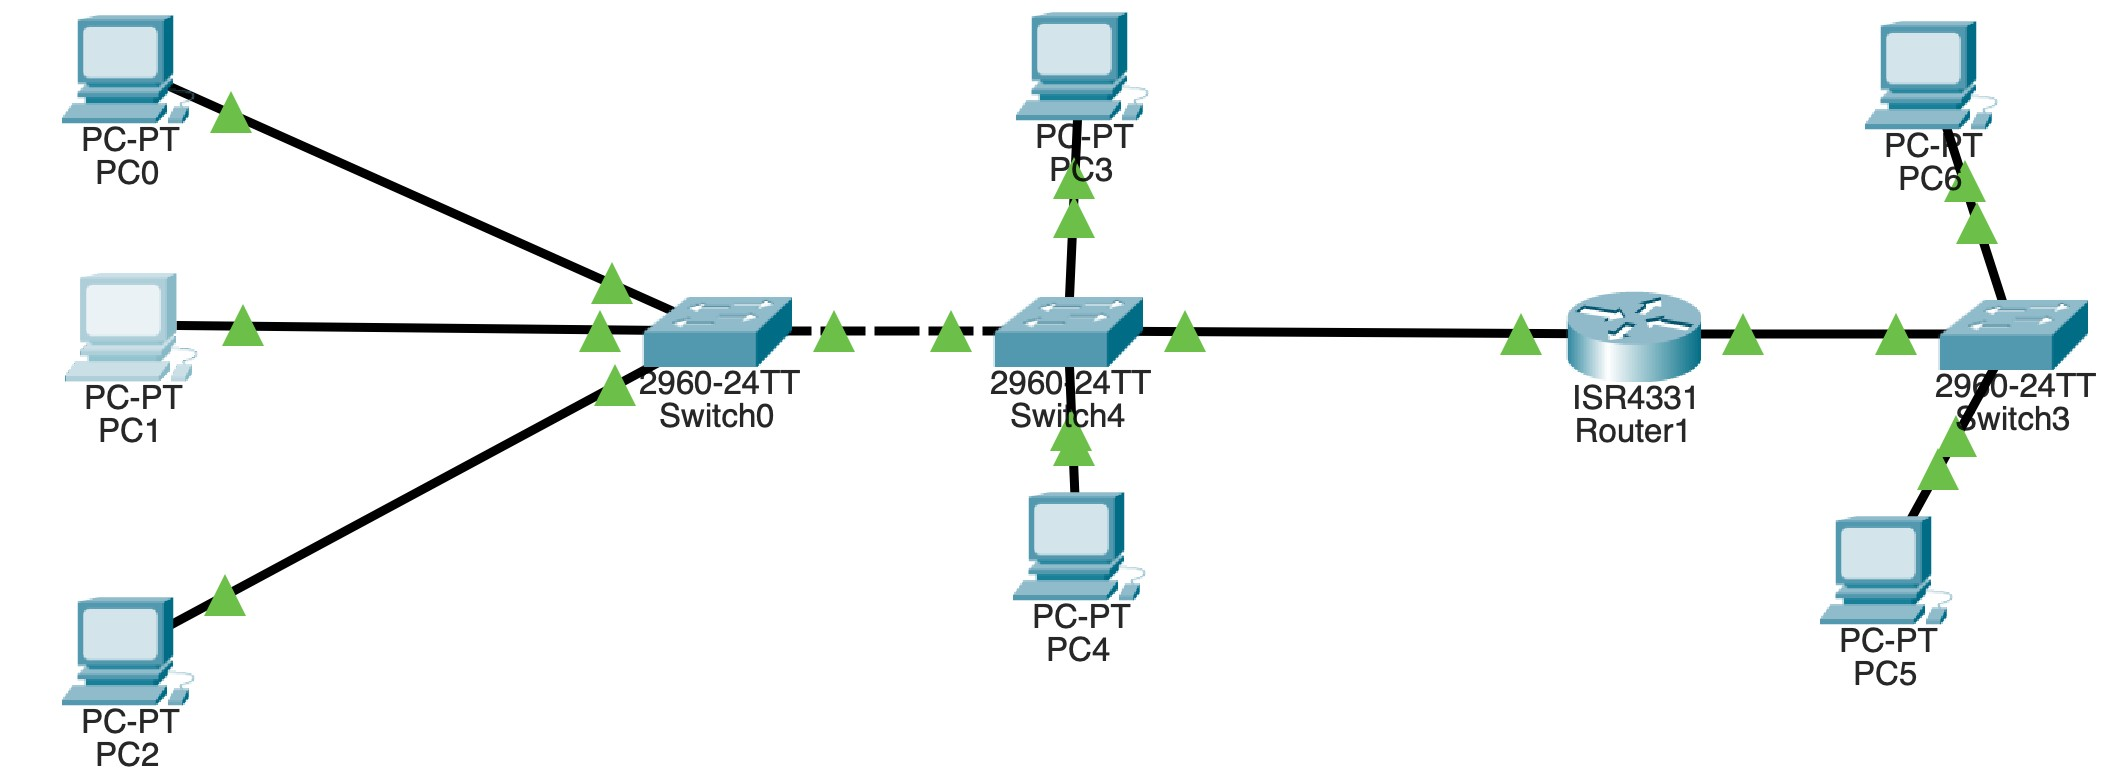 PC-PT
PC0
PC-PT
PC1
PC-PT
PC2
2960-24TT
Switch0
PC-PT
PC3
2960-24TT
Switch4
PC-PT
PC4
ISR4331
Router1
PC-PT
PC6
2960-24TT
Switch3
PC-PT
PC5